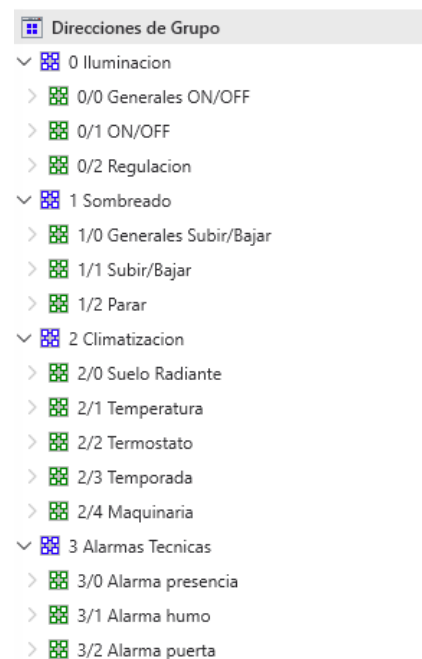 Direcciones de Grupo
0 Iluminacion
0/0 Generales ON/OFF
0/1 ON/OFF
0/2 Regulacion
1 Sombreado
1/0 Generales Subir/Bajar
1/1 Subir/Bajar
1/2 Parar
2 Climatizacion
2/0 Suelo Radiante
2/1 Temperatura
2/2 Termostato
2/3 Temporada
2/4 Maquinaria
3 Alarmas Tecnicas
3/0 Alarma presencia
3/1 Alarma humo
3/2 Alarma puerta